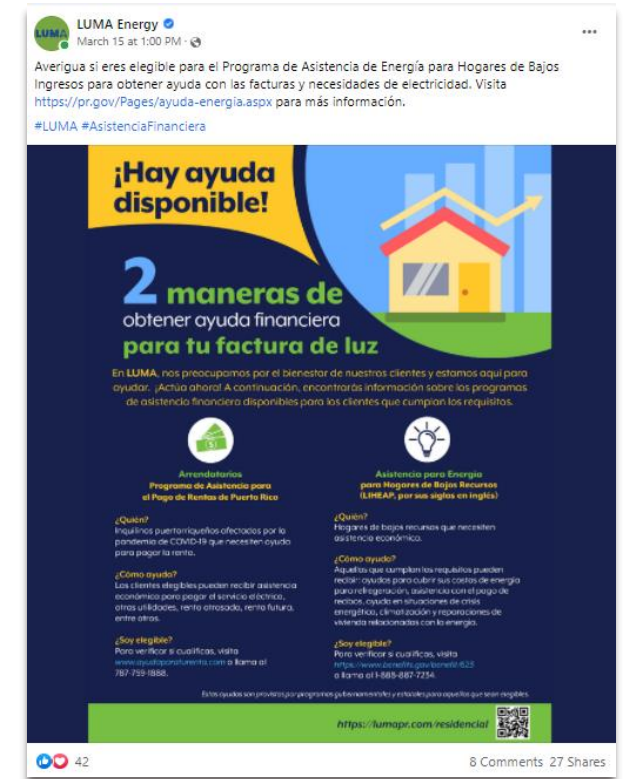 LUMA Energy
March 15 at 1:00 PM ·
LUMA
Averigua si eres elegible para el Programa de Asistencia de Energía para Hogares de Bajos
Ingresos para obtener ayuda con las facturas y necesidades de electricidad. Visita
https://pr.gov/Pages/ayuda-energia.aspx para más información.
#LUMA #AsistenciaFinanciera
¡Hay ayuda
disponible!
2 maneras de
obtener ayuda financiera
para tu factura de luz
En LUMA, nos preocupamos por el bienestar de nuestros clientes y estamos aquí para
ayudar. ¡Actúa ahora! A continuación, encontrarás información sobre los programas
de asistencia financiera disponibles para los clientes que cumplan los requisitos.
Arrendatarios
Programa de Asistencia para
el Pago de Rentas de Puerto Rico
¿Quién?
Inquilinos puertorriqueños afectados por la
pandemia de COVID-19 que necesiten ayuda
para pagar la renta.
¿Cómo ayuda?
Los clientes elegibles pueden recibir asistencia
económica para pagar el servicio eléctrico,
otras utilidades, renta atrasada, renta futura,
entre otros.
¿Soy elegible?
Para verificar si cualificas, visita
www.ayudaparaturenta.com o llama al
787-759-1888.
Asistencia para Energía
para Hogares de Bajos Recursos
(LIHEAP, por sus siglas en inglés)
¿Quién?
Hogares de bajos recursos que necesiten
asistencia económica.
¿Cómo ayuda?
Aquellas que cumplan los requisitos pueden
recibir: ayudas para cubrir sus costos de energía
para refrigeración, asistencia con el pago de
recibos, ayuda en situaciones de crisis
energética, climatización y reparaciones de
vivienda relacionadas con la energía.
¿Soy elegible?
Para verificar si cualificas, visita
https://www.benefits.gov/benefit/623
o llama al 1-888-887-7234.
Estas ayudas son provistas por programas gubernamentales y estatales para aquellos que sean elegibles.
https://lumapr.com/residencial
42
8 Comments 27 Shares